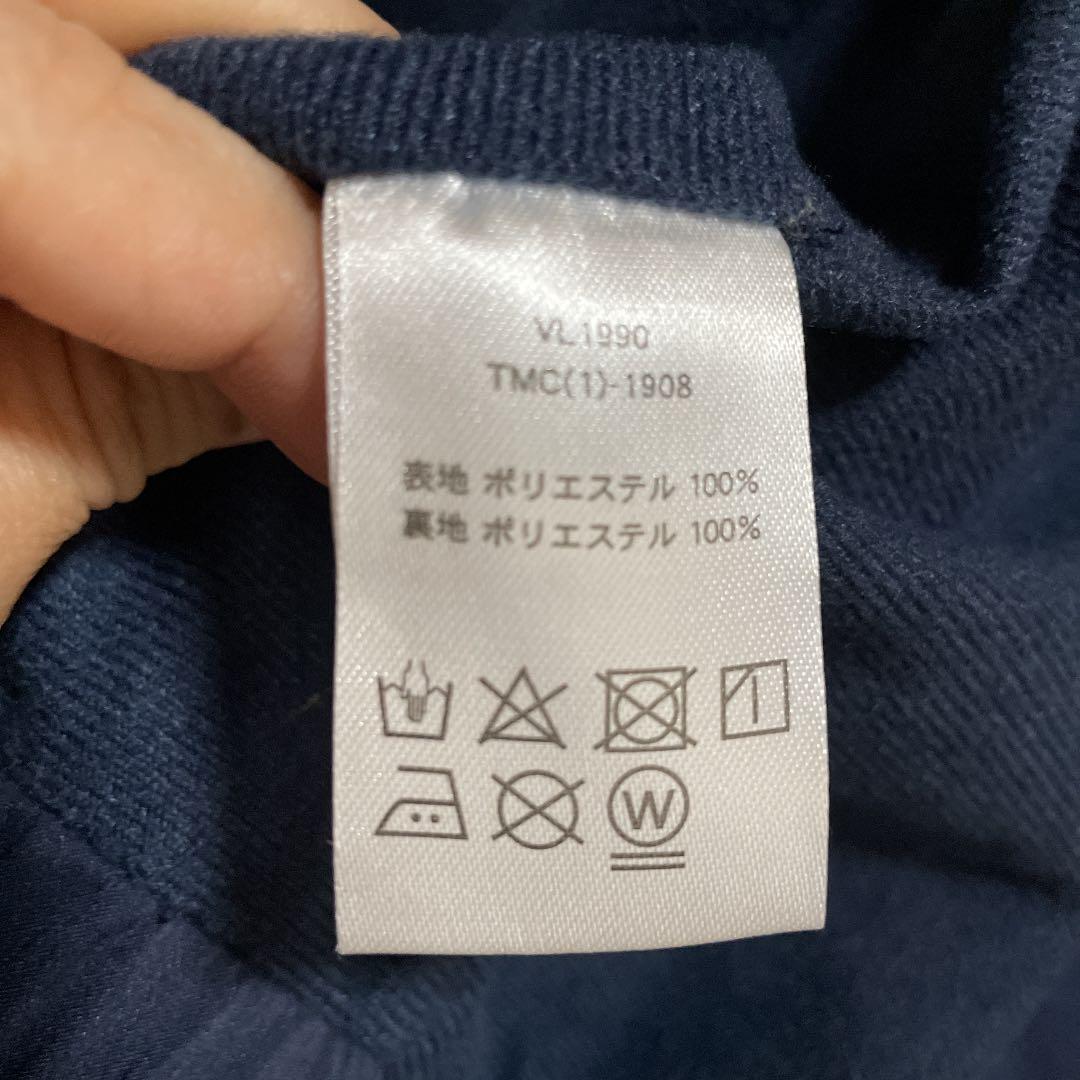 VL1990
TMC(1)-1908
表地 ポリエステル 100%
裏地 ポリエステル 100%
W